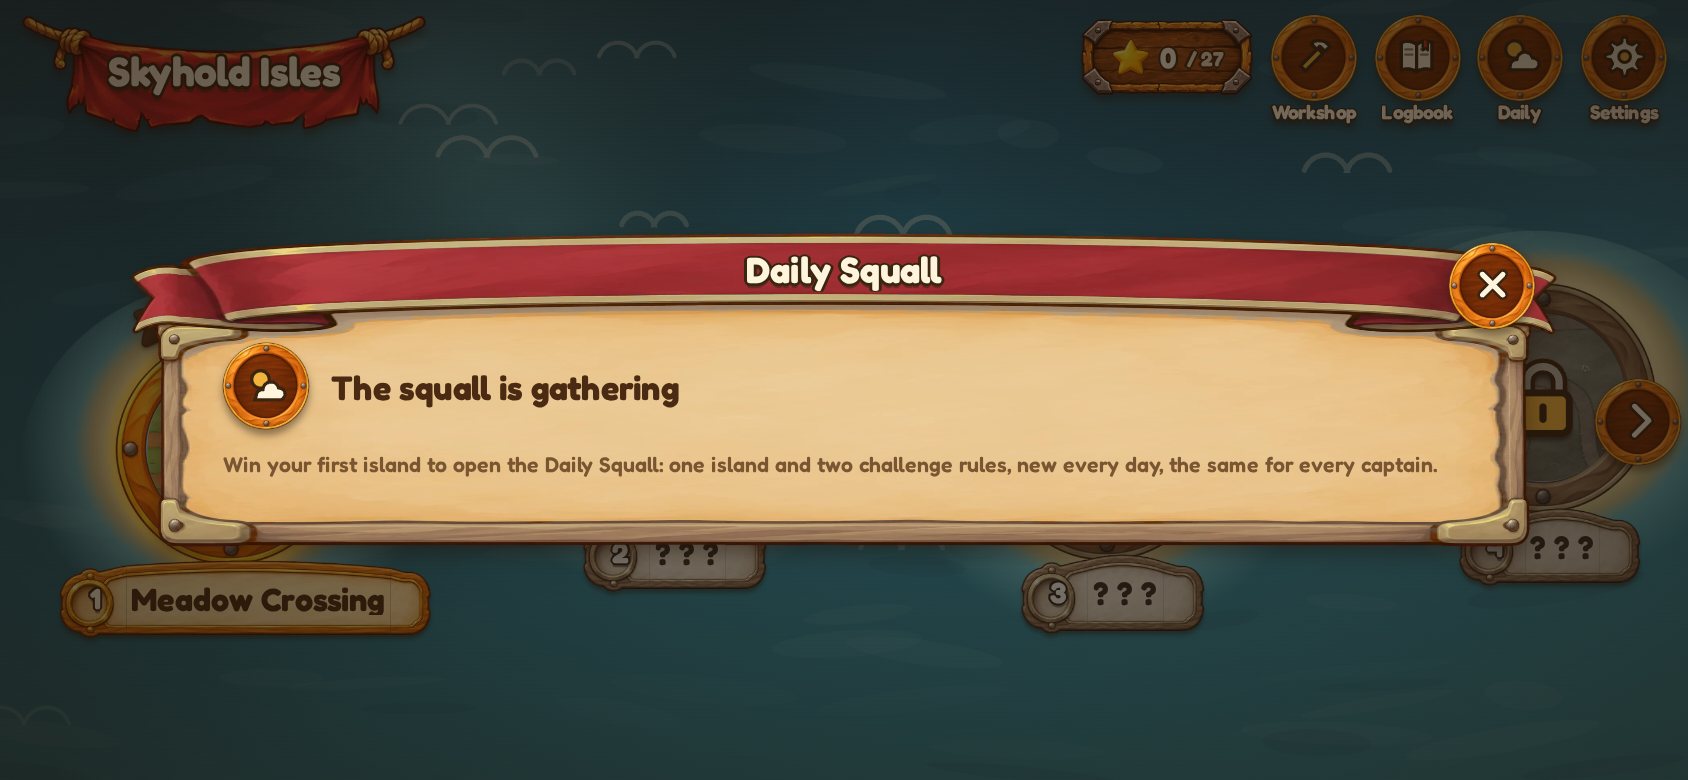 Skyhold Isles
0 /27
Workshop
Logbook
Daily
Settings
Daily Squall
The squall is gathering
Win your first island to open the Daily Squall: one island and two challenge rules, new every day, the same for every captain.
1 Meadow Crossing
2 ? ? ?
3 ? ? ?
4 ? ? ?